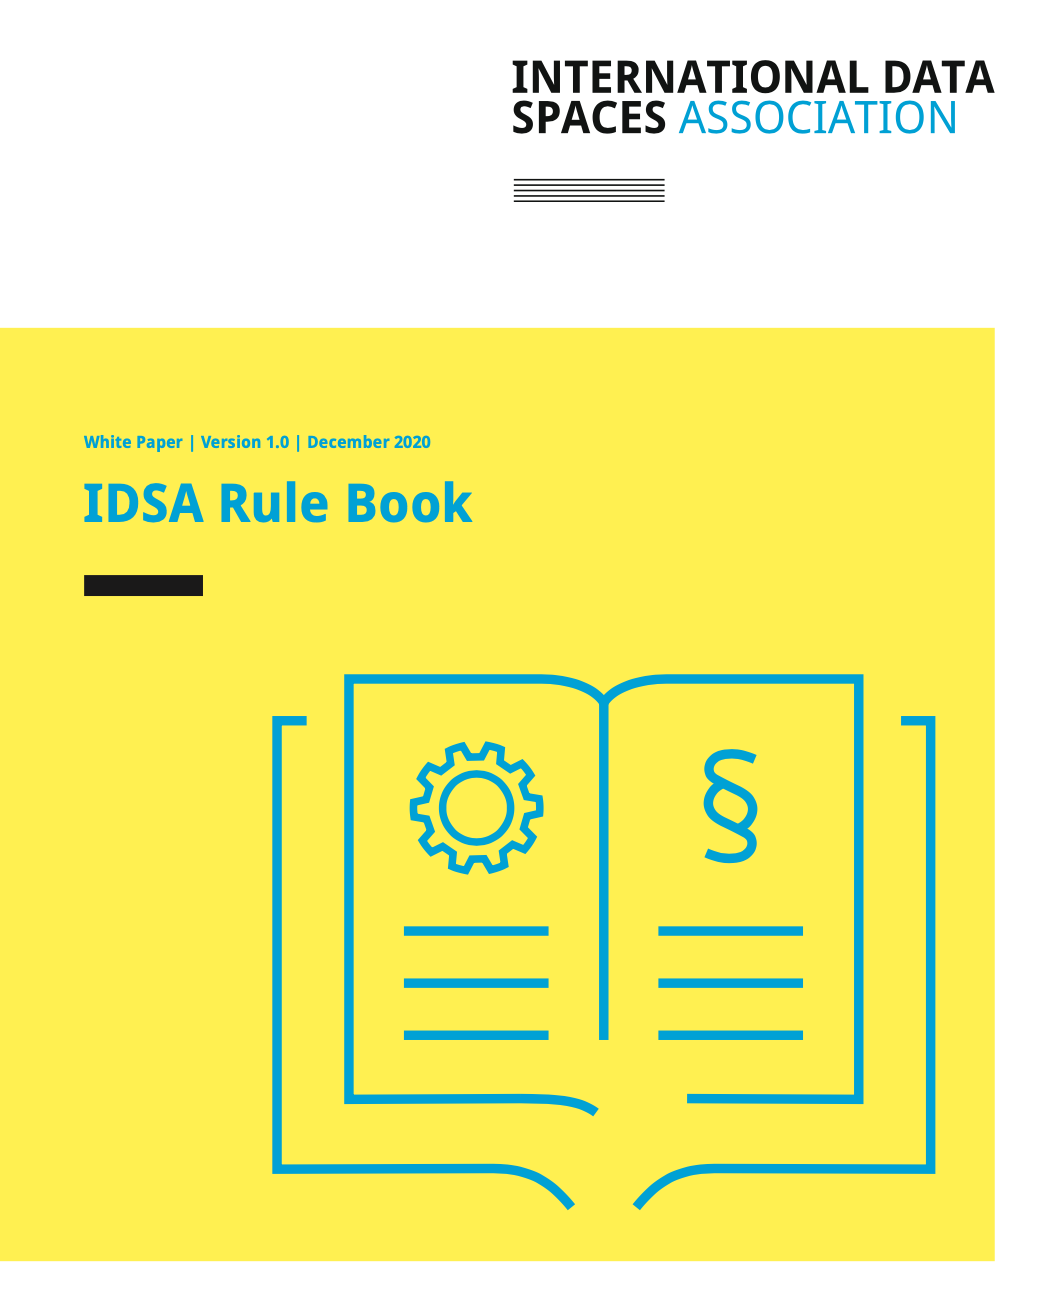 INTERNATIONAL DATA
SPACES ASSOCIATION
White Paper | Version 1.0 | December 2020
IDSA Rule Book
§